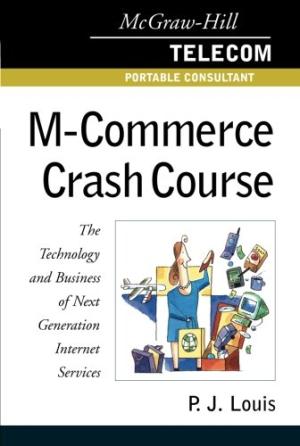 McGraw-Hill
TELECOM
PORTABLE CONSULTANT
M-Commerce
Crash Course
The
Technology
and Business
of Next
Generation
Internet
Services
P. J. Louis